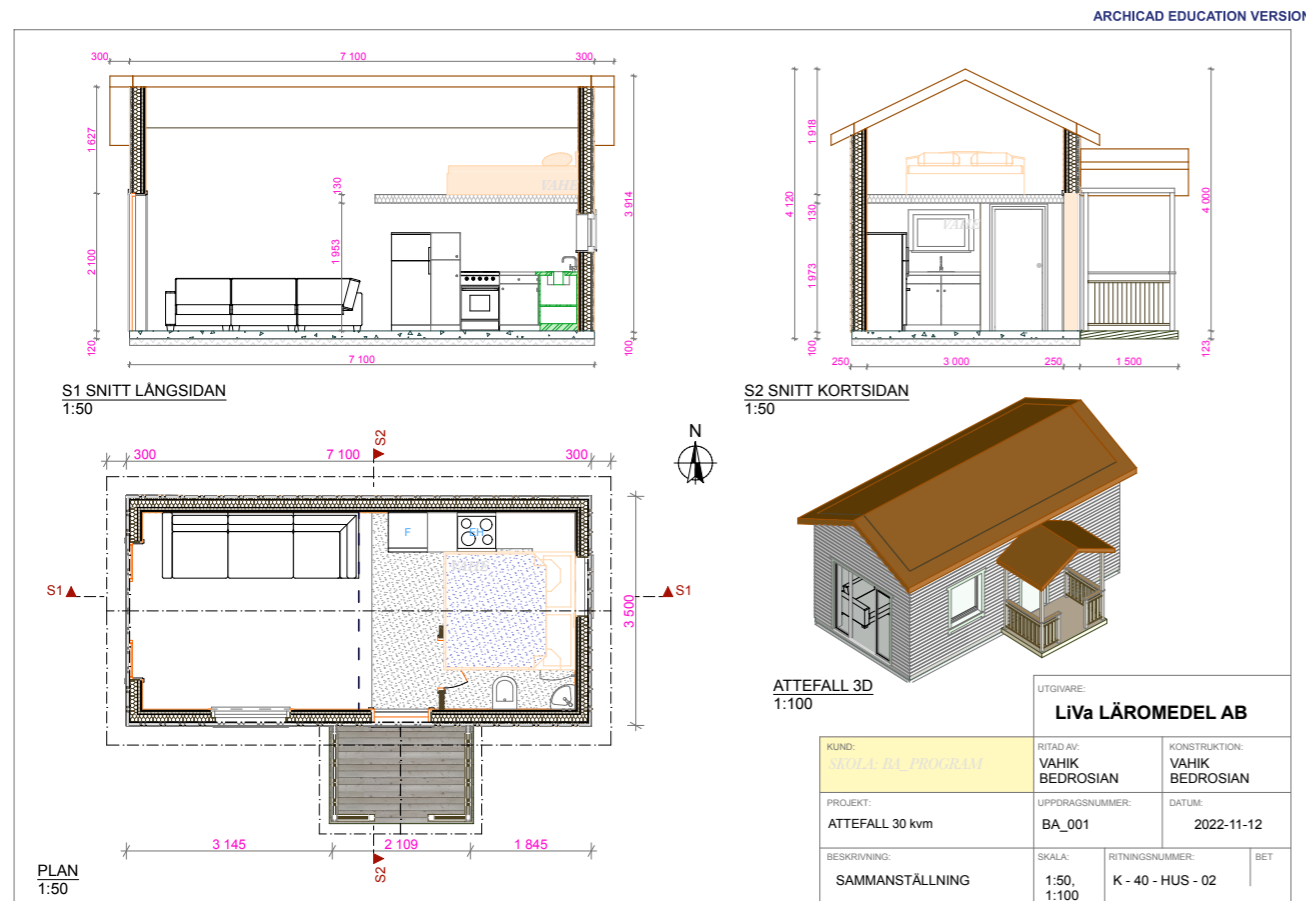 ARCHICAD EDUCATION VERSION
300
7 100
300
1 627
130
VAHE
3 914
2 100
1 953
120
7 100
100
S1 SNITT LÅNGSIDAN
1:50
4 120
1 918
130
1 973
100
VAHE
4 000
123
250
3 000
250
1 500
S2 SNITT KORTSIDAN
1:50
S2
300
7 100
300
N
F
EH
VAHE
S1
S1
3 500
3 145
2 109
1 845
S2
PLAN
1:50
ATTEFALL 3D
1:100
UTGIVARE:
LiVa LÄROMEDEL AB
KUND:
SKOLA: BA_PROGRAM
RITAD AV:
VAHIK
BEDROSIAN
KONSTRUKTION:
VAHIK
BEDROSIAN
PROJEKT:
ATTEFALL 30 kvm
UPPDRAGSNUMMER:
BA_001
DATUM:
2022-11-12
BESKRIVNING:
SAMMANSTÄLLNING
SKALA:
1:50,
1:100
RITNINGSNUMMER:
K - 40 - HUS - 02
BET